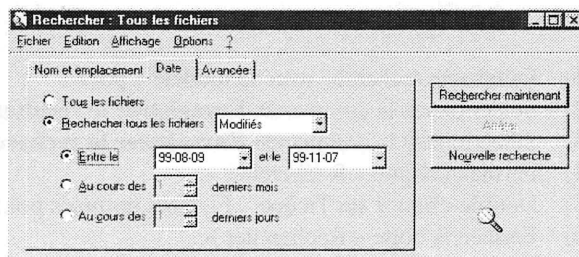 Rechercher : Tous les fichiers
Fichier Edition Affichage Options ?
Nom et emplacement Date Avancée
Tous les fichiers
Rechercher tous les fichiers Modifiés
Entre le 99-08-09 et le 99-11-07
Au cours des 1 derniers mois
Au cours des 1 derniers jours
Rechercher maintenant
Arrêter
Nouvelle recherche